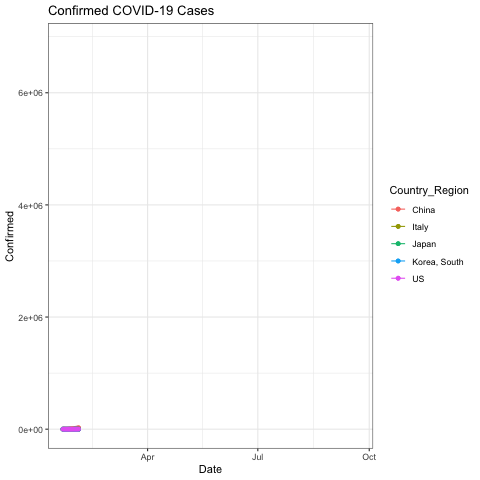 Confirmed COVID-19 Cases
6e+06
4e+06
2e+06
0e+00
Confirmed
Apr
Jul
Oct
Date
Country_Region
China
Italy
Japan
Korea, South
US